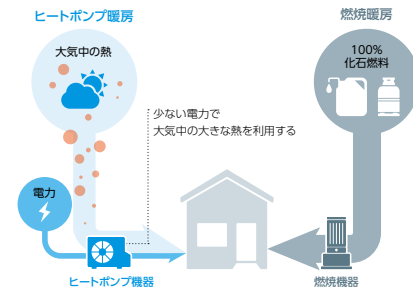 ヒートポンプ暖房
燃焼暖房
大気中の熱
100%
化石燃料
少ない電力で
大気中の大きな熱を利用する
電力
ヒートポンプ機器
燃焼機器